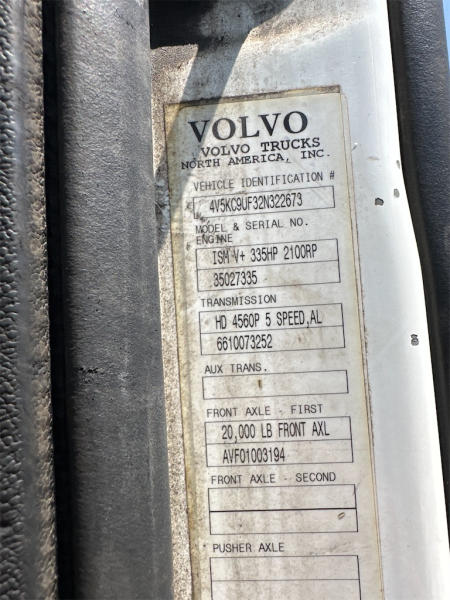 VOLVO
VOLVO TRUCKS
NORTH AMERICA, INC.
VEHICLE IDENTIFICATION #
4V5KC9UF32N322673
MODEL & SERIAL NO.
ENGINE
ISM V+ 335HP 2100RP
35027335
TRANSMISSION
HD 4560P 5 SPEED,AL
6610073252
AUX TRANS.
FRONT AXLE - FIRST
20,000 LB FRONT AXL
AVF01003194
FRONT AXLE - SECOND
PUSHER AXLE